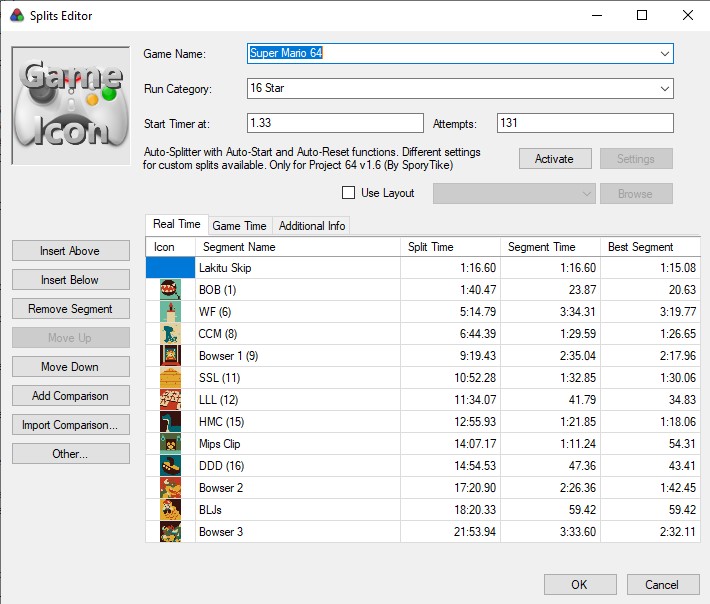 Splits Editor
Game Icon
Game Name: Super Mario 64
Run Category: 16 Star
Start Timer at: 1.33 Attempts: 131
Auto-Splitter with Auto-Start and Auto-Reset functions. Different settings
for custom splits available. Only for Project 64 v1.6 (By SporyTike)
Activate Settings
Use Layout Browse
Real Time Game Time Additional Info
Icon Segment Name Split Time Segment Time Best Segment
Lakitu Skip 1:16.60 1:16.60 1:15.08
BOB (1) 1:40.47 23.87 20.63
WF (6) 5:14.79 3:34.31 3:19.77
CCM (8) 6:44.39 1:29.59 1:26.65
Bowser 1 (9) 9:19.43 2:35.04 2:17.96
SSL (11) 10:52.28 1:32.85 1:30.06
LLL (12) 11:34.07 41.79 34.83
HMC (15) 12:55.93 1:21.85 1:18.06
Mips Clip 14:07.17 1:11.24 54.31
DDD (16) 14:54.53 47.36 43.41
Bowser 2 17:20.90 2:26.36 1:42.45
BLJs 18:20.33 59.42 59.42
Bowser 3 21:53.94 3:33.60 2:32.11
Insert Above
Insert Below
Remove Segment
Move Up
Move Down
Add Comparison
Import Comparison...
Other...
OK Cancel